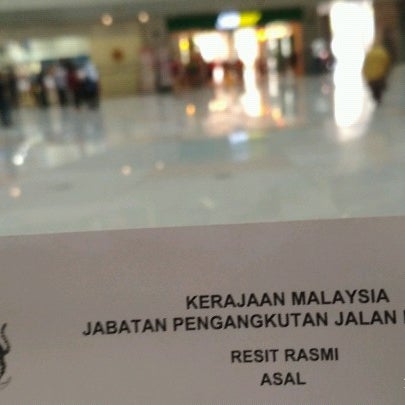 KERAJAAN MALAYSIA
JABATAN PENGANGKUTAN JALAN
RESIT RASMI
ASAL